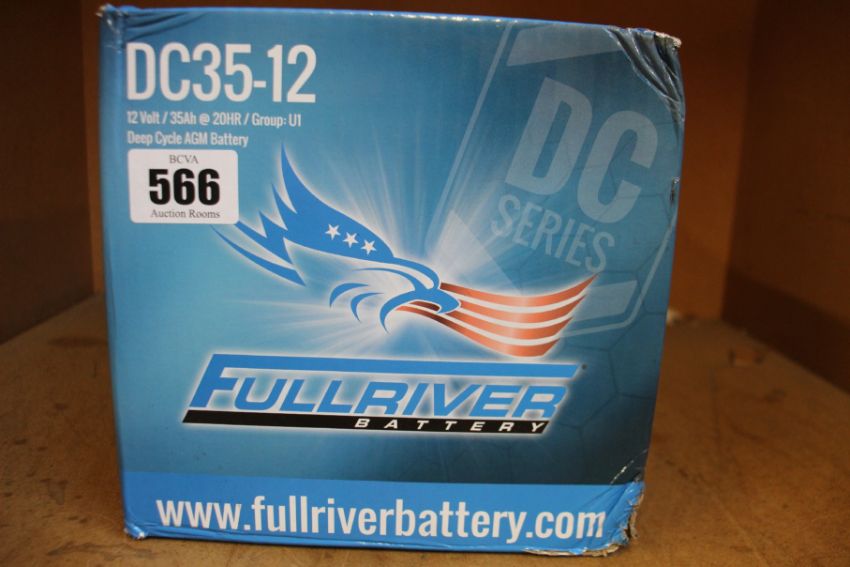 DC35-12
12 Volt / 35Ah @ 20HR / Group: U1
Deep Cycle AGM Battery
BCVA
566
Auction Rooms
DC
SERIES
FULLRIVER
BATTERY
www.fullriverbattery.com